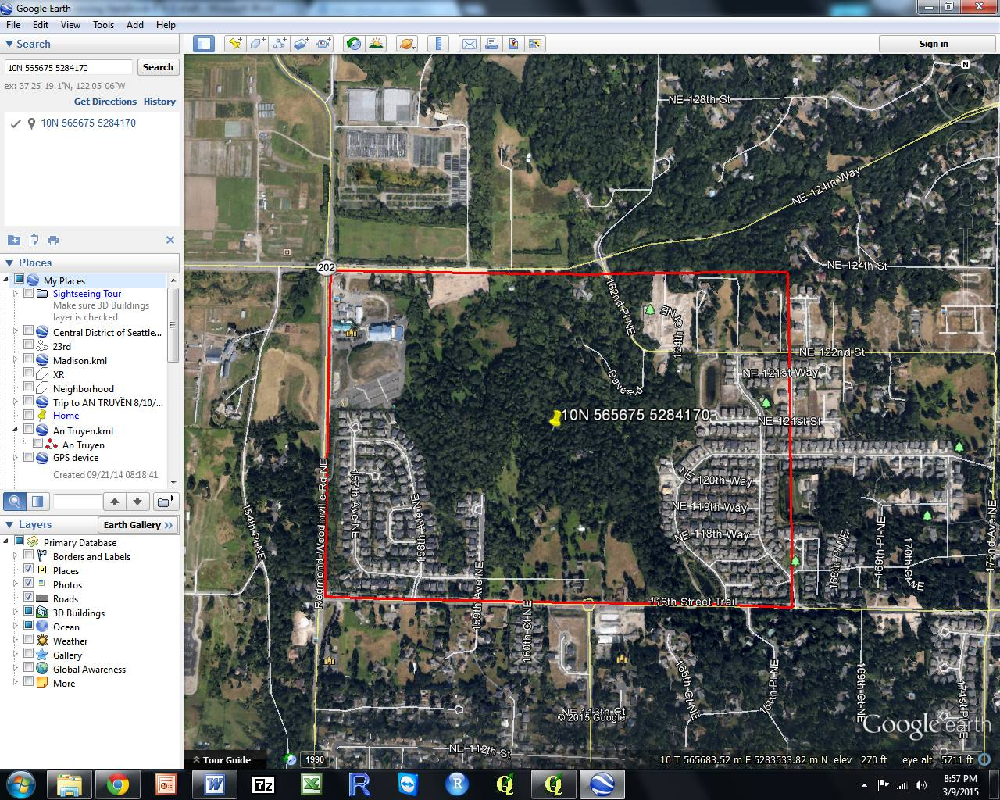 Google Earth
File Edit View Tools Add Help
Search
10N 565675 5284170
Search
ex: 37 25' 19.1"N, 122 05' 06"W
Get Directions History
10N 565675 5284170
Places
My Places
Sightseeing Tour
Make sure 3D Buildings
layer is checked
Central District of Seattle...
23rd
Madison.kml
XR
Neighborhood
Trip to AN TRUYỀN 8/10/...
Home
An Truyen.kml
An Truyen
GPS device
Created 09/21/14 08:18:41
Layers
Earth Gallery >>
Primary Database
Borders and Labels
Places
Photos
Roads
3D Buildings
Ocean
Weather
Gallery
Global Awareness
More
Sign in
N
NE 128th St
NE 124th Way
202
NE 124th St
162nd Pl NE
164th Ct
NE 122nd St
NE 121st Way
Dave Rd
10N 565675 5284170
NE 121st St
Redmond-Woodinville Rd NE
157th Ave NE
158th Ave NE
NE 120th Way
NE 119th Way
NE 118th Way
154th Pl NE
159th Ave NE
168th Pl NE
169th Pl NE
170th Ct NE
172nd Ave NE
116th Street Trail
160th Ct NE
165th Ct NE
167th Pl NE
169th Ct NE
171st Pl NE
NE 113th Ct
© 2015 Google
NE 112th St
Google earth
Tour Guide
1990
10 T 565683.52 m E 5283533.82 m N elev 270 ft eye alt 5711 ft
W
7z
R
R
8:57 PM
3/9/2015